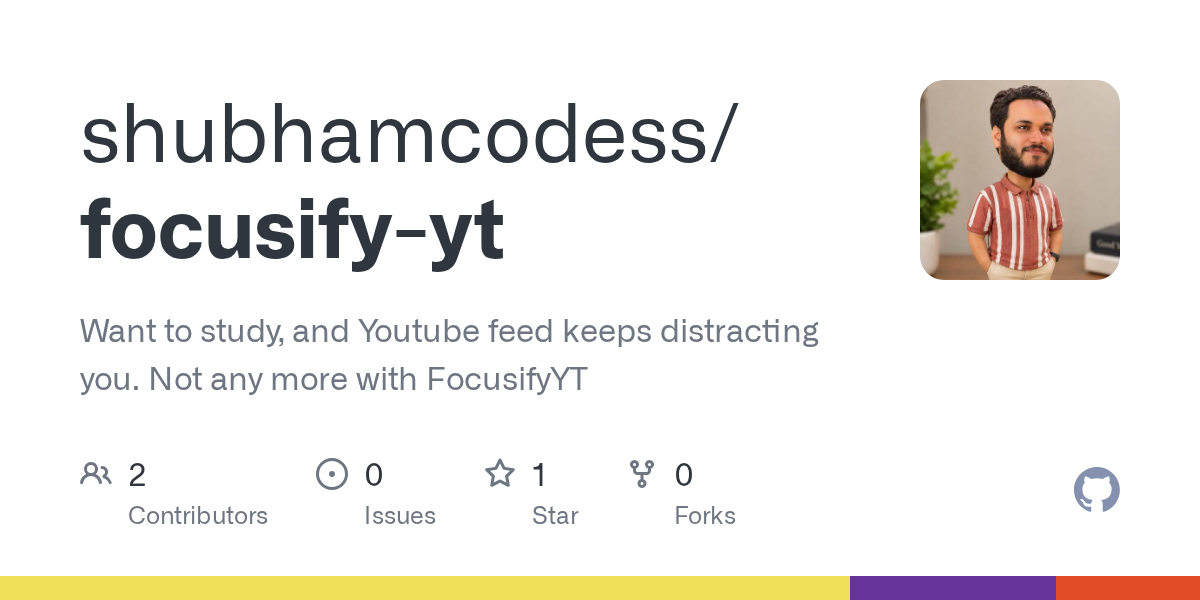 shubhamcodess/
focusify-yt
Want to study, and Youtube feed keeps distracting
you. Not any more with FocusifyYT
2 0 1 0
Contributors Issues Star Forks
Good